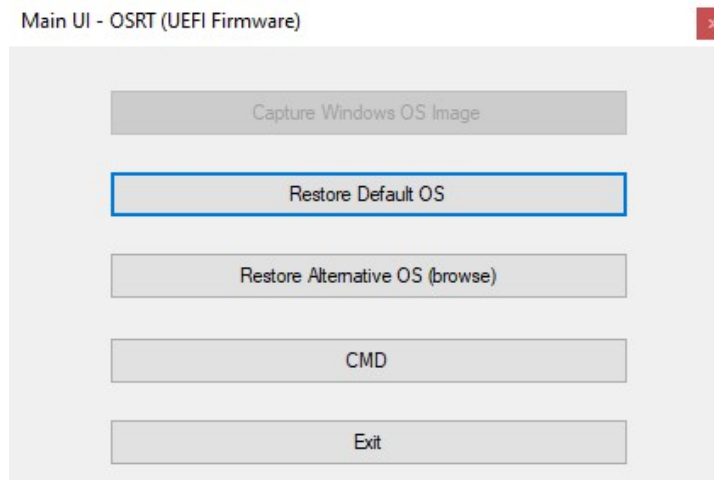 Main UI - OSRT (UEFI Firmware)
Capture Windows OS Image
Restore Default OS
Restore Alternative OS (browse)
CMD
Exit